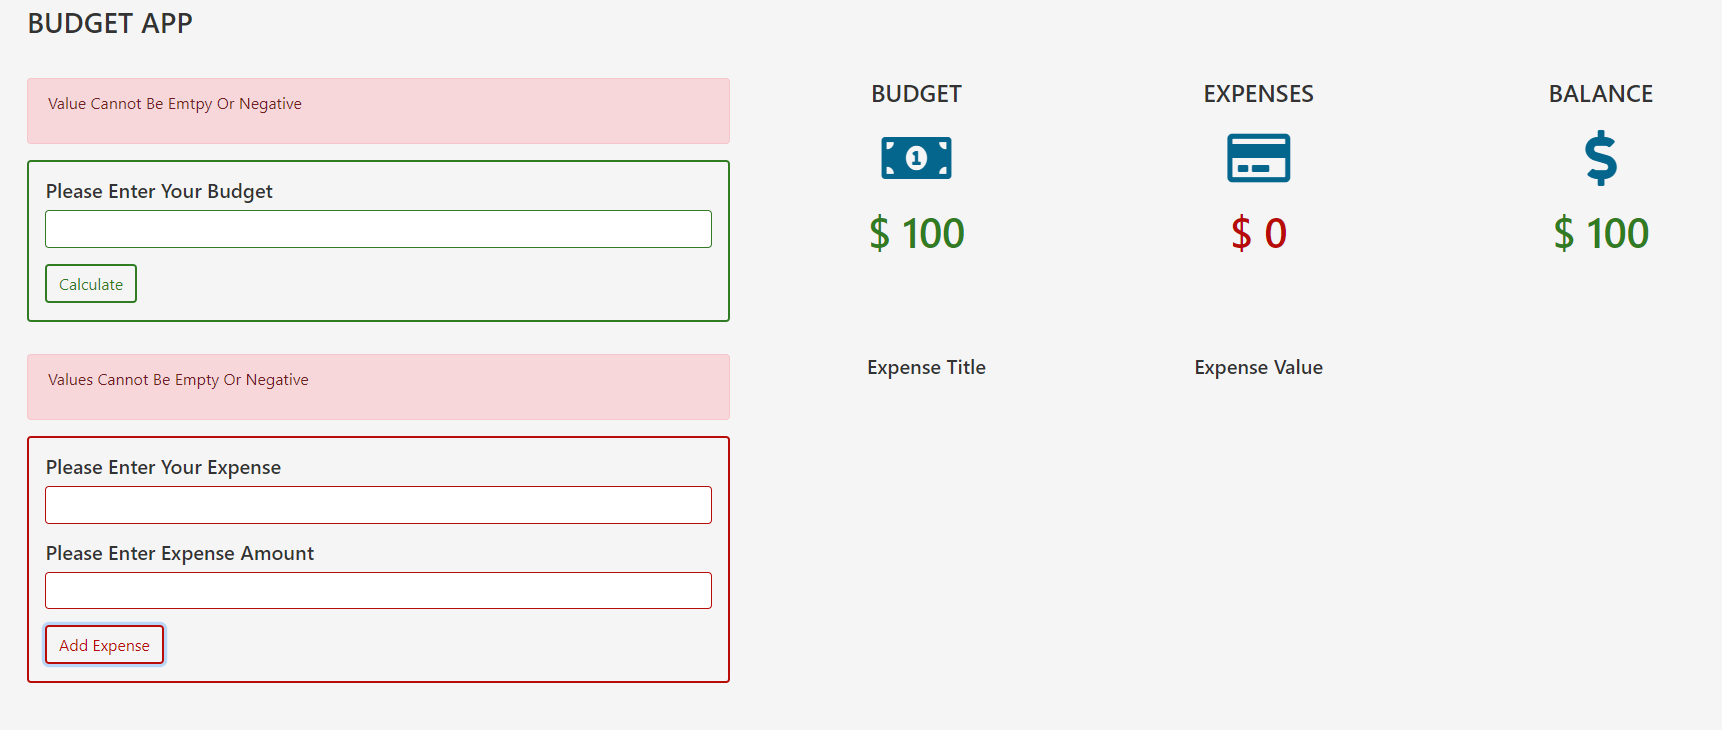 BUDGET APP
Value Cannot Be Emtpy Or Negative
Please Enter Your Budget
Calculate
BUDGET
EXPENSES
BALANCE
1
$ 100
$ 0
$ 100
Values Cannot Be Empty Or Negative
Please Enter Your Expense
Please Enter Expense Amount
Add Expense
Expense Title
Expense Value